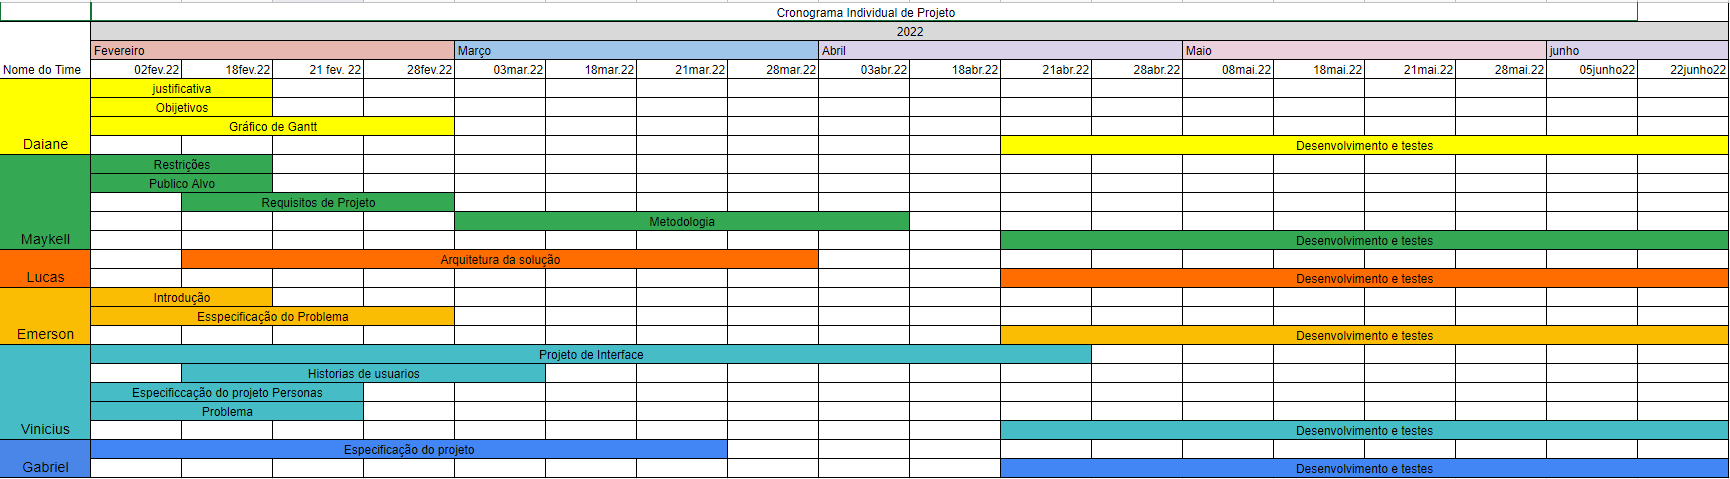 Cronograma Individual de Projeto
2022
Fevereiro Março Abril Maio junho
Nome do Time 02fev.22 18fev.22 21 fev. 22 28fev.22 03mar.22 18mar.22 21mar.22 28mar.22 03abr.22 18abr.22 21abr.22 28abr.22 08mai.22 18mai.22 21mai.22 28mai.22 05junho22 22junho22
justificativa
Obijetivos
Gráfico de Gantt
Daiane Desenvolvimento e testes
Restrições
Publico Alvo
Requisitos de Projeto
Metodologia
Maykell Desenvolvimento e testes
Arquitetura da solução
Lucas Desenvolvimento e testes
Introdução
Esspecificação do Problema
Emerson Desenvolvimento e testes
Projeto de Interface
Historias de usuarios
Especificcação do projeto Personas
Problema
Vinicius Desenvolvimento e testes
Especificação do projeto
Gabriel Desenvolvimento e testes